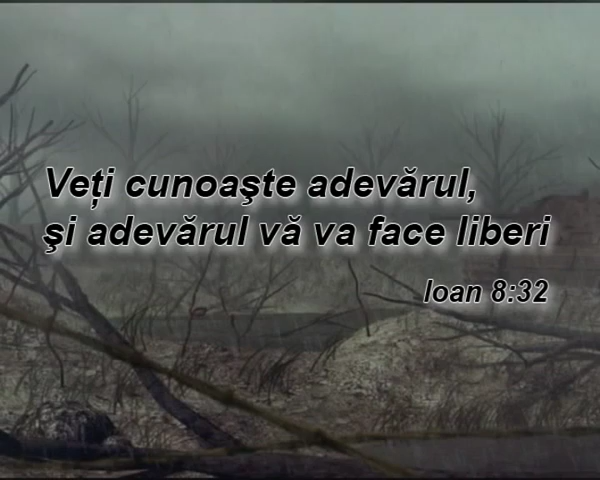 Veți cunoaşte adevărul,
şi adevărul vă va face liberi
Ioan 8:32